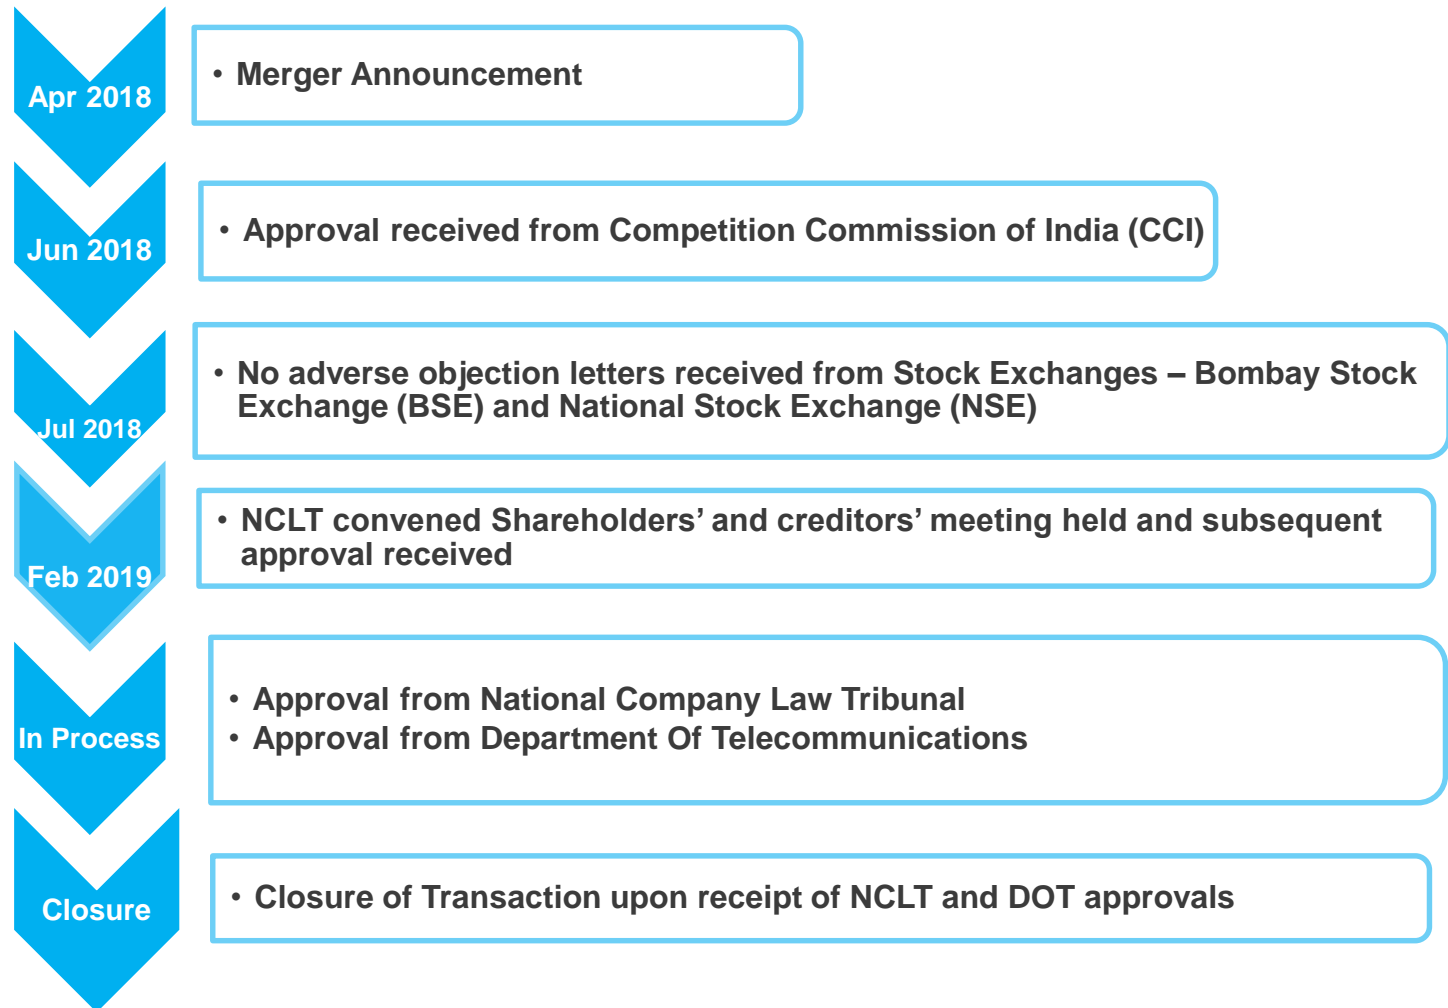 Apr 2018
• Merger Announcement
Jun 2018
• Approval received from Competition Commission of India (CCI)
Jul 2018
• No adverse objection letters received from Stock Exchanges – Bombay Stock
Exchange (BSE) and National Stock Exchange (NSE)
Feb 2019
• NCLT convened Shareholders’ and creditors’ meeting held and subsequent
approval received
In Process
• Approval from National Company Law Tribunal
• Approval from Department Of Telecommunications
Closure
• Closure of Transaction upon receipt of NCLT and DOT approvals